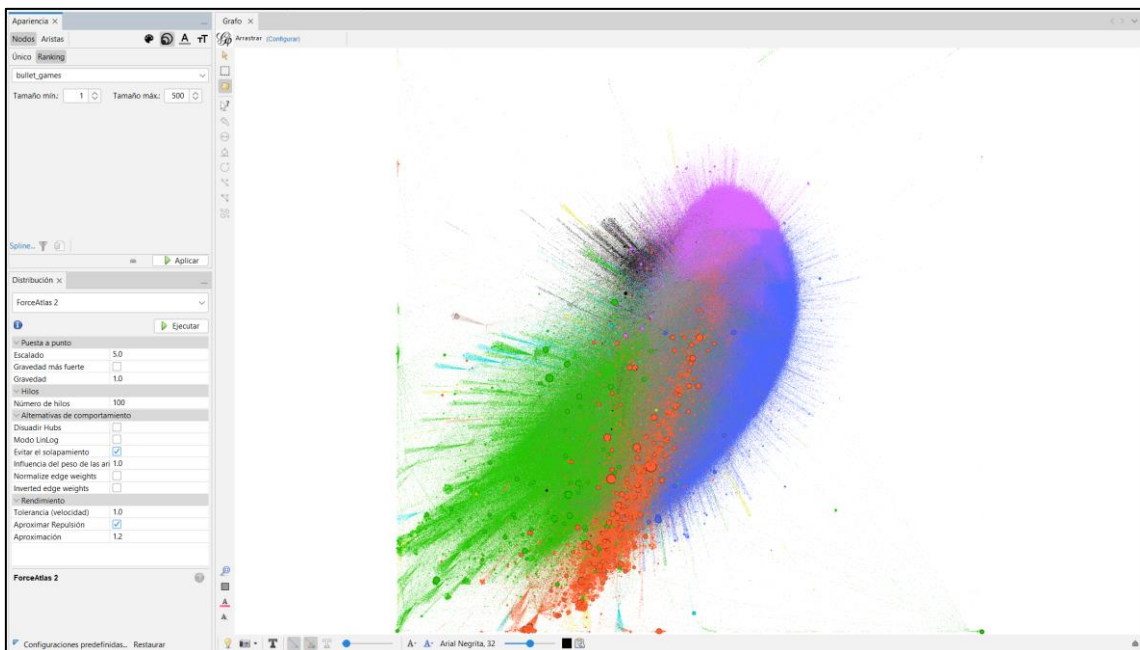 Apariencia
Nodos Aristas
Único Ranking
bullet_games
Tamaño mín.: 1 Tamaño máx.: 500
Spline...
Aplicar
Distribución
ForceAtlas 2
Ejecutar
Puesta a punto
Escalado 5.0
Gravedad más fuerte
Gravedad 1.0
Hilos
Número de hilos 100
Alternativas de comportamiento
Disuadir Hubs
Modo LinLog
Evitar el solapamiento
Influencia del peso de las ari 1.0
Normalize edge weights
Inverted edge weights
Rendimiento
Tolerancia (velocidad) 1.0
Aproximar Repulsión
Aproximación 1.2
ForceAtlas 2
Configuraciones predefinidas... Restaurar
Grafo
Arrastrar (Configurar)
Arial Negrita, 32